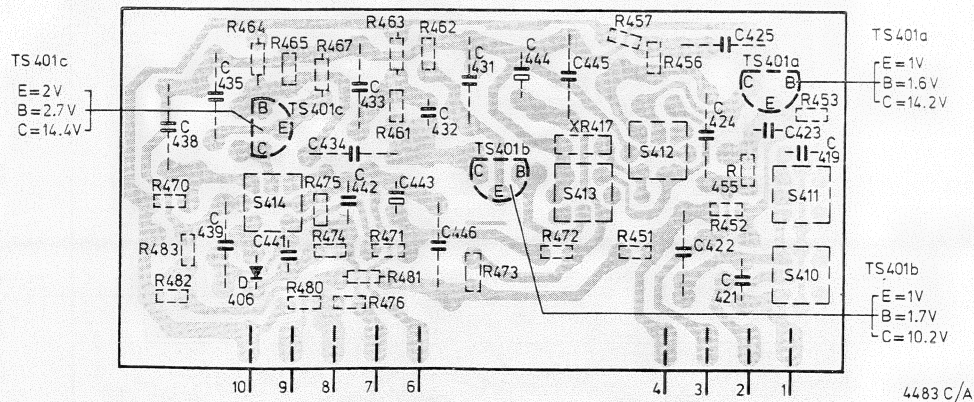 R464
R465
R467
R463
R462
C
431
C
444
C445
R457
R456
C425
TS401a
C B
E
TS401a
E=1V
B=1.6V
C=14.2V
TS401c
E=2V
B=2.7V
C=14.4V
C
435
C
438
B
E
C
TS401c
C
433
R461
C
432
C434
TS401b
C B
E
XR417
S413
S412
C
424
R453
C423
C
419
R
455
S411
R452
R470
S414
R475
C
442
C443
C
439
R483
C441
R474
R471
C446
R473
R472
R451
C422
C
421
S410
R482
D
406
R480
R481
R476
TS401b
E=1V
B=1.7V
C=10.2V
10 9 8 7 6 4 3 2 1
4483 C/A